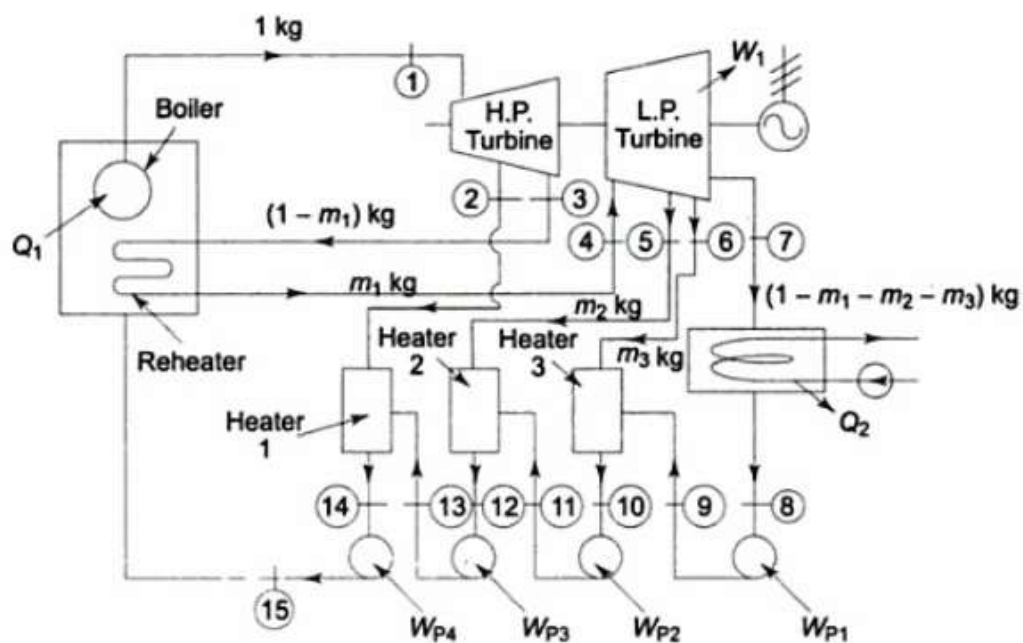 1 kg
1
W1
Boiler
H.P.
Turbine
L.P.
Turbine
2
3
(1 – m1) kg
Q1
4
5
6
7
m1 kg
m2 kg
(1 – m1 – m2 – m3) kg
Reheater
Heater
2
Heater
3
m3 kg
Heater
1
Q2
14
13
12
11
10
9
8
15
WP4
WP3
WP2
WP1